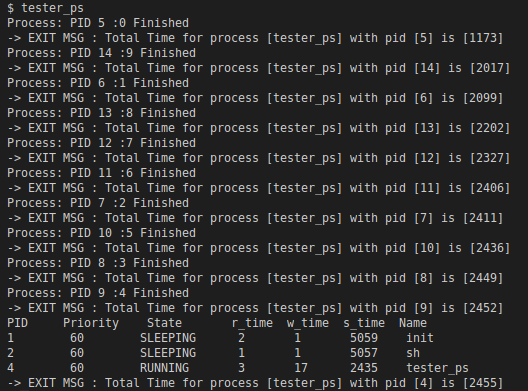 $ tester_ps
Process: PID 5 :0 Finished
-> EXIT MSG : Total Time for process [tester_ps] with pid [5] is [1173]
Process: PID 14 :9 Finished
-> EXIT MSG : Total Time for process [tester_ps] with pid [14] is [2017]
Process: PID 6 :1 Finished
-> EXIT MSG : Total Time for process [tester_ps] with pid [6] is [2099]
Process: PID 13 :8 Finished
-> EXIT MSG : Total Time for process [tester_ps] with pid [13] is [2202]
Process: PID 12 :7 Finished
-> EXIT MSG : Total Time for process [tester_ps] with pid [12] is [2327]
Process: PID 11 :6 Finished
-> EXIT MSG : Total Time for process [tester_ps] with pid [11] is [2406]
Process: PID 7 :2 Finished
-> EXIT MSG : Total Time for process [tester_ps] with pid [7] is [2411]
Process: PID 10 :5 Finished
-> EXIT MSG : Total Time for process [tester_ps] with pid [10] is [2436]
Process: PID 8 :3 Finished
-> EXIT MSG : Total Time for process [tester_ps] with pid [8] is [2449]
Process: PID 9 :4 Finished
-> EXIT MSG : Total Time for process [tester_ps] with pid [9] is [2452]
PID Priority State r_time w_time s_time Name
1 60 SLEEPING 2 1 5059 init
2 60 SLEEPING 1 1 5057 sh
4 60 RUNNING 3 17 2435 tester_ps
-> EXIT MSG : Total Time for process [tester_ps] with pid [4] is [2455]